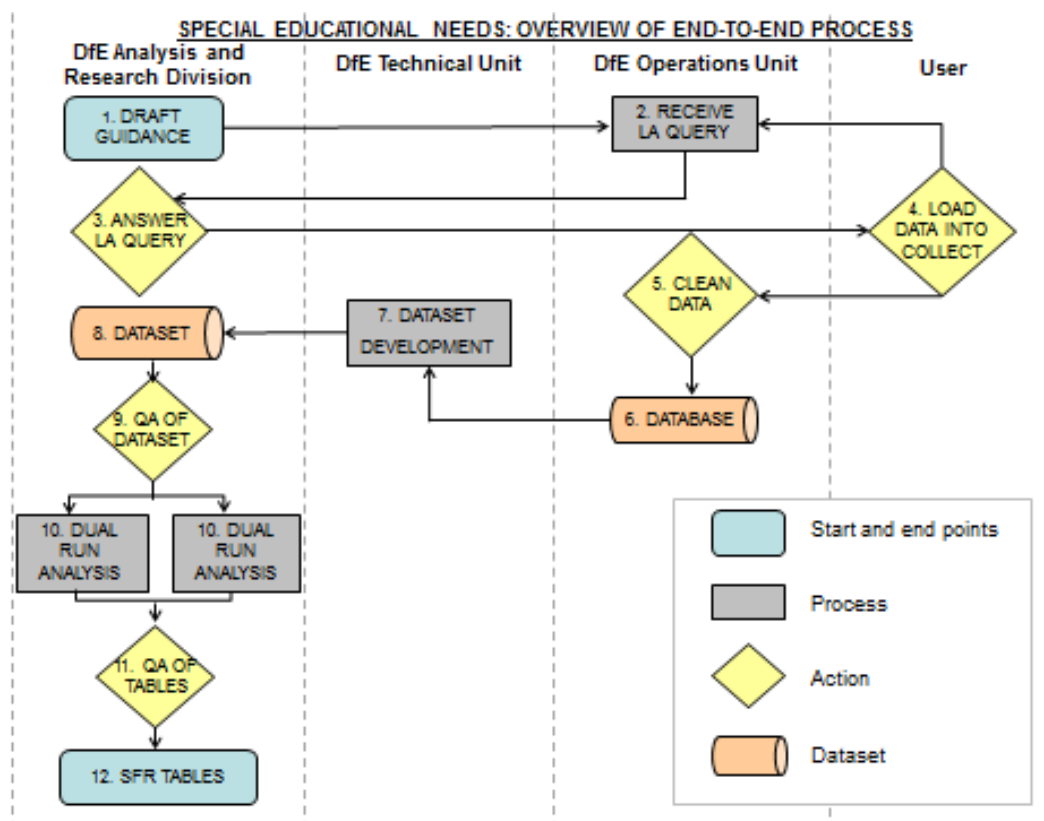 SPECIAL EDUCATIONAL NEEDS: OVERVIEW OF END-TO-END PROCESS
DfE Analysis and
Research Division
DfE Technical Unit
DfE Operations Unit
User
1. DRAFT
GUIDANCE
2. RECEIVE
LA QUERY
3. ANSWER
LA QUERY
4. LOAD
DATA INTO
COLLECT
5. CLEAN
DATA
8. DATASET
7. DATASET
DEVELOPMENT
6. DATABASE
9. QA OF
DATASET
10. DUAL
RUN
ANALYSIS
10. DUAL
RUN
ANALYSIS
11. QA OF
TABLES
12. SFR TABLES
Start and end points
Process
Action
Dataset